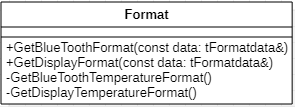 Format
+GetBlueToothFormat(const data: tFormatdata&)
+GetDisplayFormat(const data: tFormatdata&)
-GetBlueToothTemperatureFormat()
-GetDisplayTemperatureFormat()